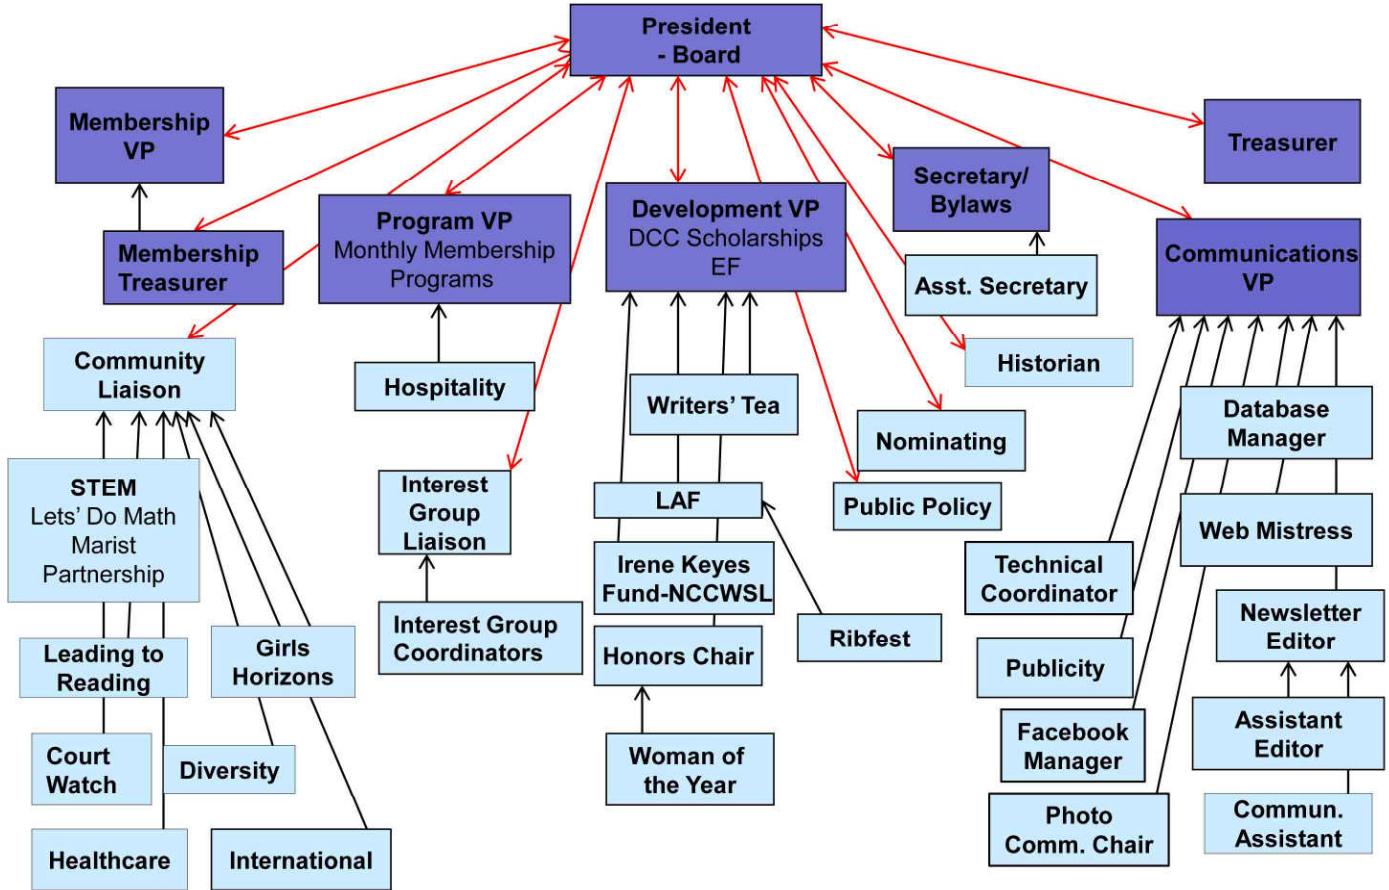 President
- Board
Membership
VP
Treasurer
Secretary/
Bylaws
Program VP
Monthly Membership
Programs
Development VP
DCC Scholarships
EF
Membership
Treasurer
Communications
VP
Asst. Secretary
Community
Liaison
Hospitality
Historian
Writers’ Tea
Database
Manager
Nominating
STEM
Lets’ Do Math
Marist
Partnership
Interest
Group
Liaison
LAF
Public Policy
Web Mistress
Irene Keyes
Fund-NCCWSL
Technical
Coordinator
Interest Group
Coordinators
Ribfest
Newsletter
Editor
Leading to
Reading
Girls
Horizons
Honors Chair
Publicity
Court
Watch
Diversity
Woman of
the Year
Facebook
Manager
Assistant
Editor
Healthcare
International
Photo
Comm. Chair
Commun.
Assistant